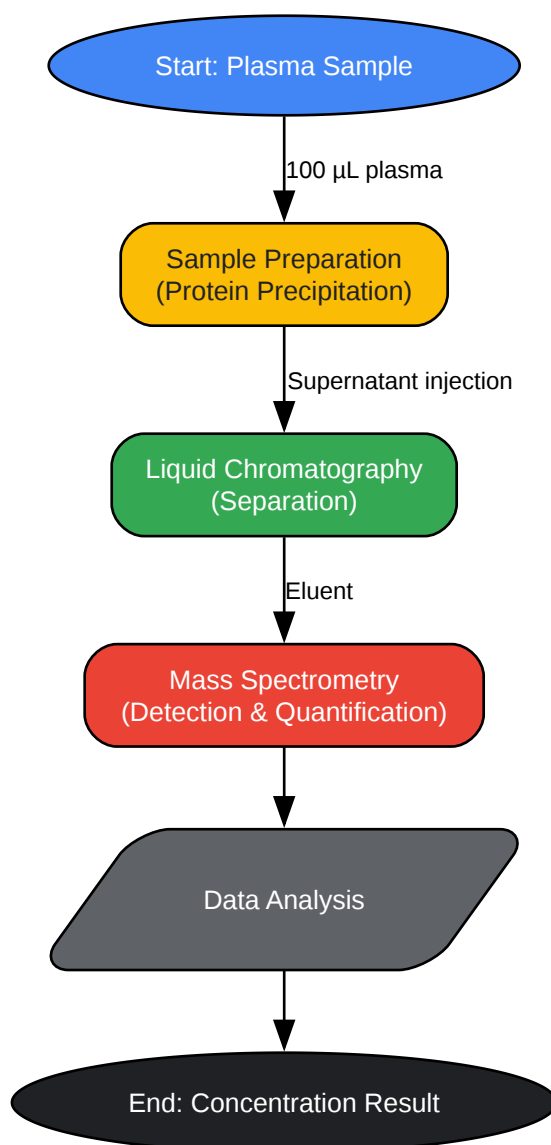 Start: Plasma Sample
100 µL plasma
Sample Preparation
(Protein Precipitation)
Supernatant injection
Liquid Chromatography
(Separation)
Eluent
Mass Spectrometry
(Detection & Quantification)
Data Analysis
End: Concentration Result